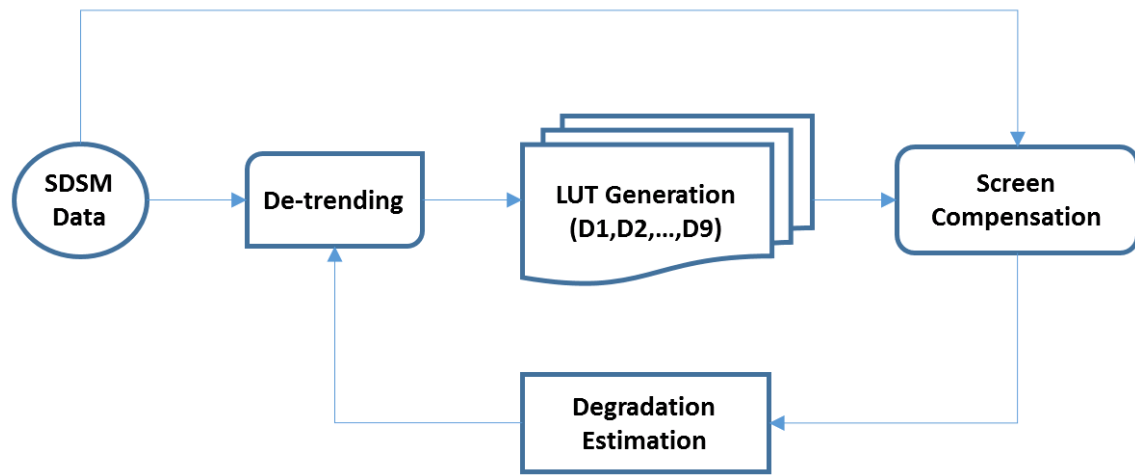 SDSM
Data
De-trending
LUT Generation
(D1,D2,...,D9)
Screen
Compensation
Degradation
Estimation